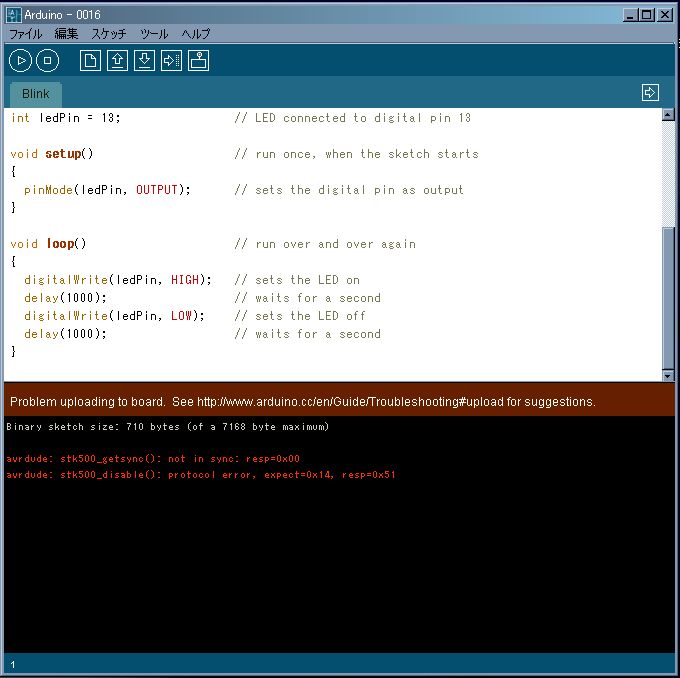 Arduino - 0016
ファイル 編集 スケッチ ツール ヘルプ
Blink
int ledPin = 13; // LED connected to digital pin 13
void setup() // run once, when the sketch starts
{
pinMode(ledPin, OUTPUT); // sets the digital pin as output
}
void loop() // run over and over again
{
digitalWrite(ledPin, HIGH); // sets the LED on
delay(1000); // waits for a second
digitalWrite(ledPin, LOW); // sets the LED off
delay(1000); // waits for a second
}
Problem uploading to board. See http://www.arduino.cc/en/Guide/Troubleshooting#upload for suggestions.
Binary sketch size: 710 bytes (of a 7168 byte maximum)
avrdude: stk500_getsync(): not in sync: resp=0x00
avrdude: stk500_disable(): protocol error, expect=0x14, resp=0x51
1